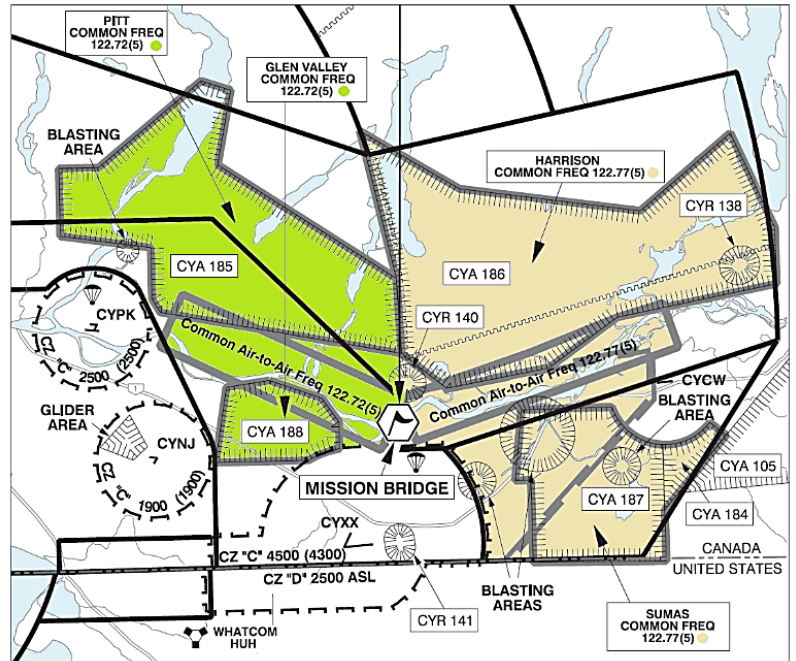 PITT
COMMON FREQ
122.72(5)
GLEN VALLEY
COMMON FREQ
122.72(5)
BLASTING
AREA
HARRISON
COMMON FREQ 122.77(5)
CYR 138
CYA 185
CYA 186
CYPK
CYR 140
CZ "C" 2500 (2500)
Common Air-to-Air Freq 122.72(5)
Common Air-to-Air Freq 122.77(5)
1
CYCW
BLASTING
AREA
GLIDER
AREA
CYNJ
CYA 188
CZ "C" 1900 (1900)
MISSION BRIDGE
CYA 105
CYA 187
CYA 184
CYXX
CZ "C" 4500 (4300)
CANADA
UNITED STATES
CZ "D" 2500 ASL
BLASTING
AREAS
CYR 141
SUMAS
COMMON FREQ
122.77(5)
WHATCOM
HUH